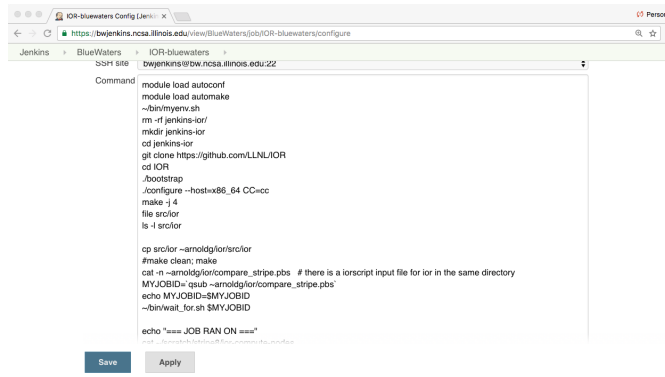 IOR-bluewaters Config [Jenkin
Person
https://bwjenkins.ncsa.illinois.edu/view/BlueWaters/job/IOR-bluewaters/configure
Jenkins BlueWaters IOR-bluewaters
SSH site bwjenkins@bw.ncsa.illinois.edu:22
Command
module load autoconf
module load automake
~/bin/myenv.sh
rm -rf jenkins-ior/
mkdir jenkins-ior
cd jenkins-ior
git clone https://github.com/LLNL/IOR
cd IOR
./bootstrap
./configure --host=x86_64 CC=cc
make -j 4
file src/ior
ls -l src/ior
cp src/ior ~arnoldg/ior/src/ior
#make clean; make
cat -n ~arnoldg/ior/compare_stripe.pbs # there is a iorscript input file for ior in the same directory
MYJOBID=`qsub ~arnoldg/ior/compare_stripe.pbs`
echo MYJOBID=$MYJOBID
~/bin/wait_for.sh $MYJOBID
echo "=== JOB RAN ON ==="
Save Apply